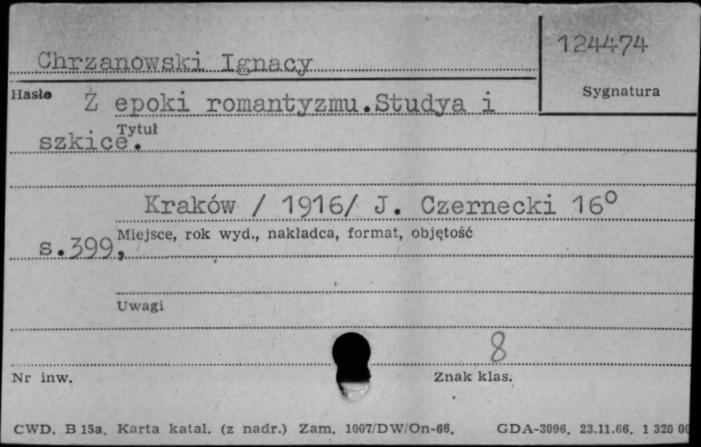 124474
Chrzanowski Ignacy
Hasło
Sygnatura
Z epoki romantyzmu.Studya i
Tytuł
szkice.
Kraków / 1916/ J. Czernecki 16°
Miejsce, rok wyd., nakładca, format, objętość
s.399,
Uwagi
8
Nr inw.
Znak klas.
CWD. B 15a. Karta katal. (z nadr.) Zam. 1007/DW/On-66. GDA-3096. 23.11.66. 1 320 00